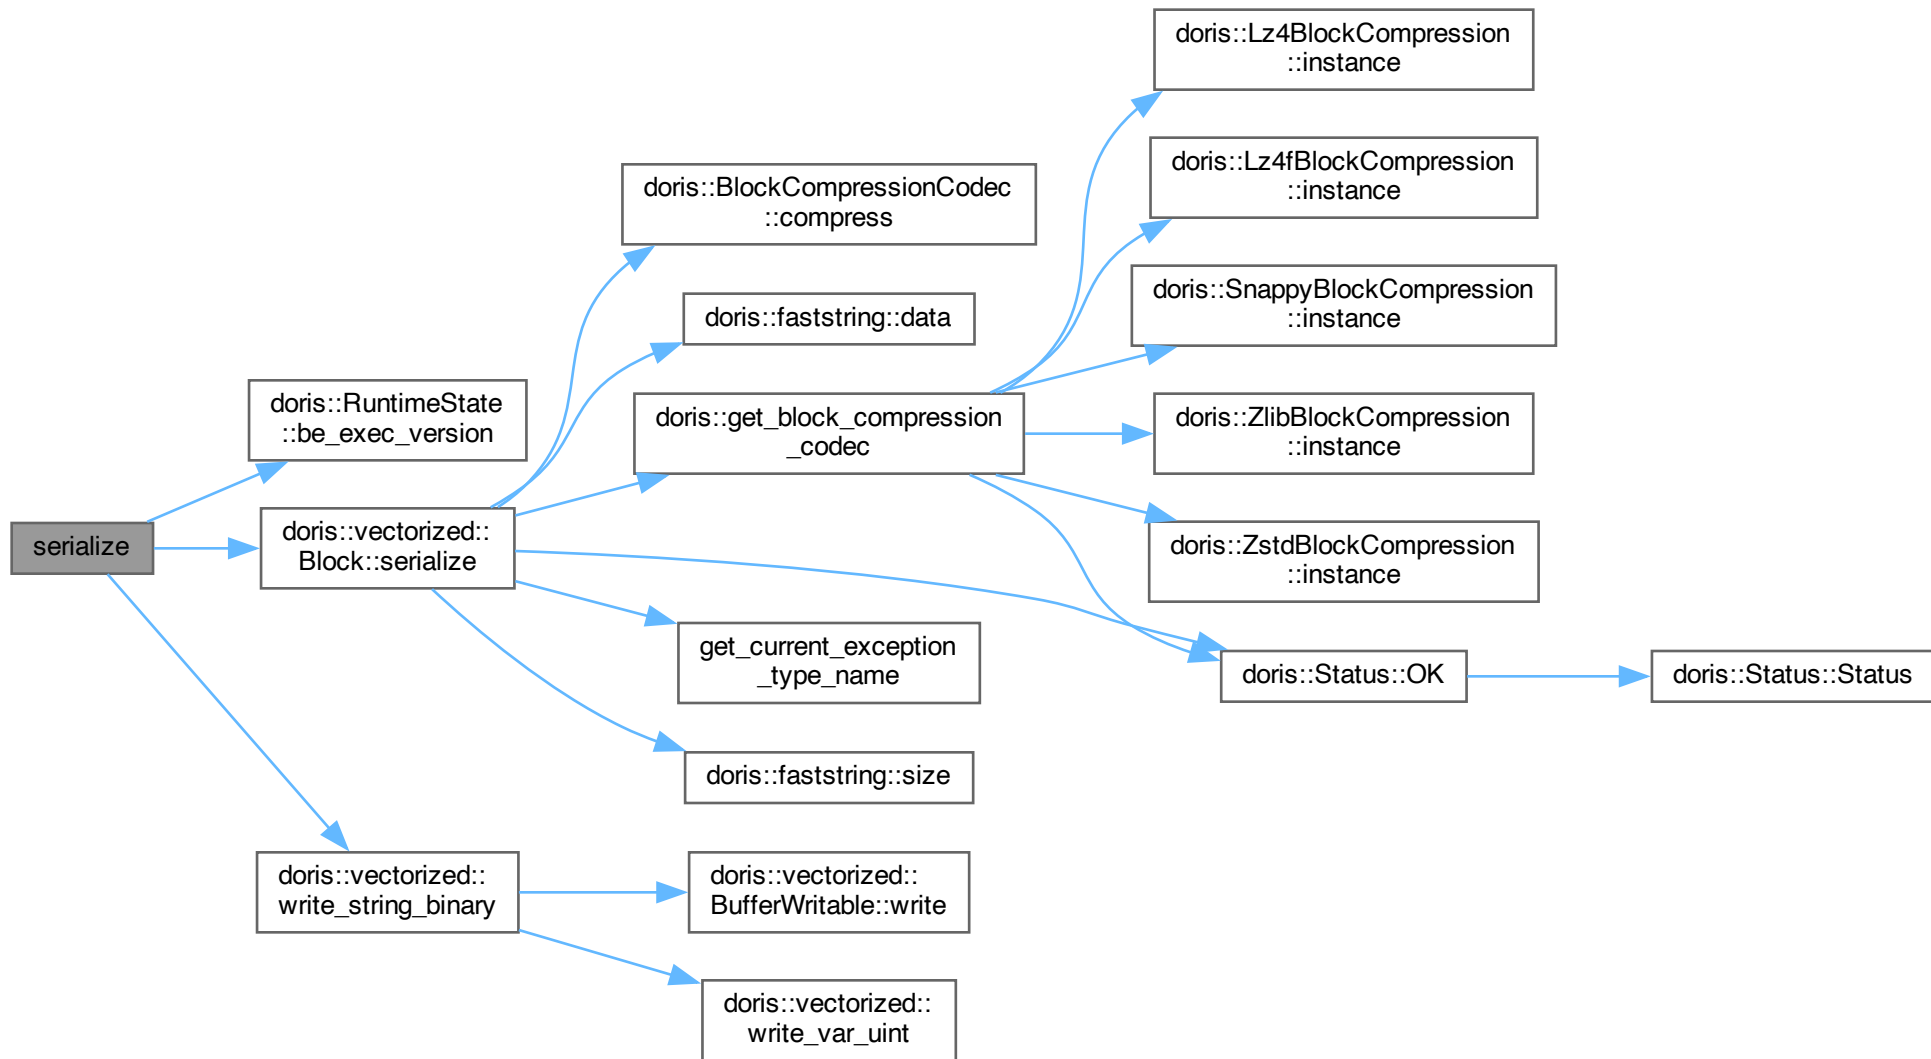 serialize
doris::RuntimeState
::be_exec_version
doris::vectorized::
Block::serialize
doris::vectorized::
write_string_binary
doris::BlockCompressionCodec
::compress
doris::faststring::data
doris::get_block_compression
_codec
get_current_exception
_type_name
doris::faststring::size
doris::vectorized::
BufferWritable::write
doris::vectorized::
write_var_uint
doris::Lz4BlockCompression
::instance
doris::Lz4fBlockCompression
::instance
doris::SnappyBlockCompression
::instance
doris::ZlibBlockCompression
::instance
doris::ZstdBlockCompression
::instance
doris::Status::OK
doris::Status::Status